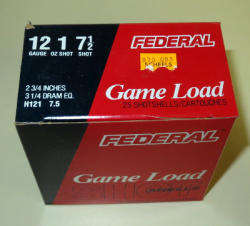 12 1 7½
GAUGE OZ SHOT SHOT
2 3/4 INCHES
3 1/4 DRAM EQ.
H121 7.5
FEDERAL
SCHEELS
Game Load
25 SHOTSHELLS/CARTOUCHES
FEDERAL
Game Load